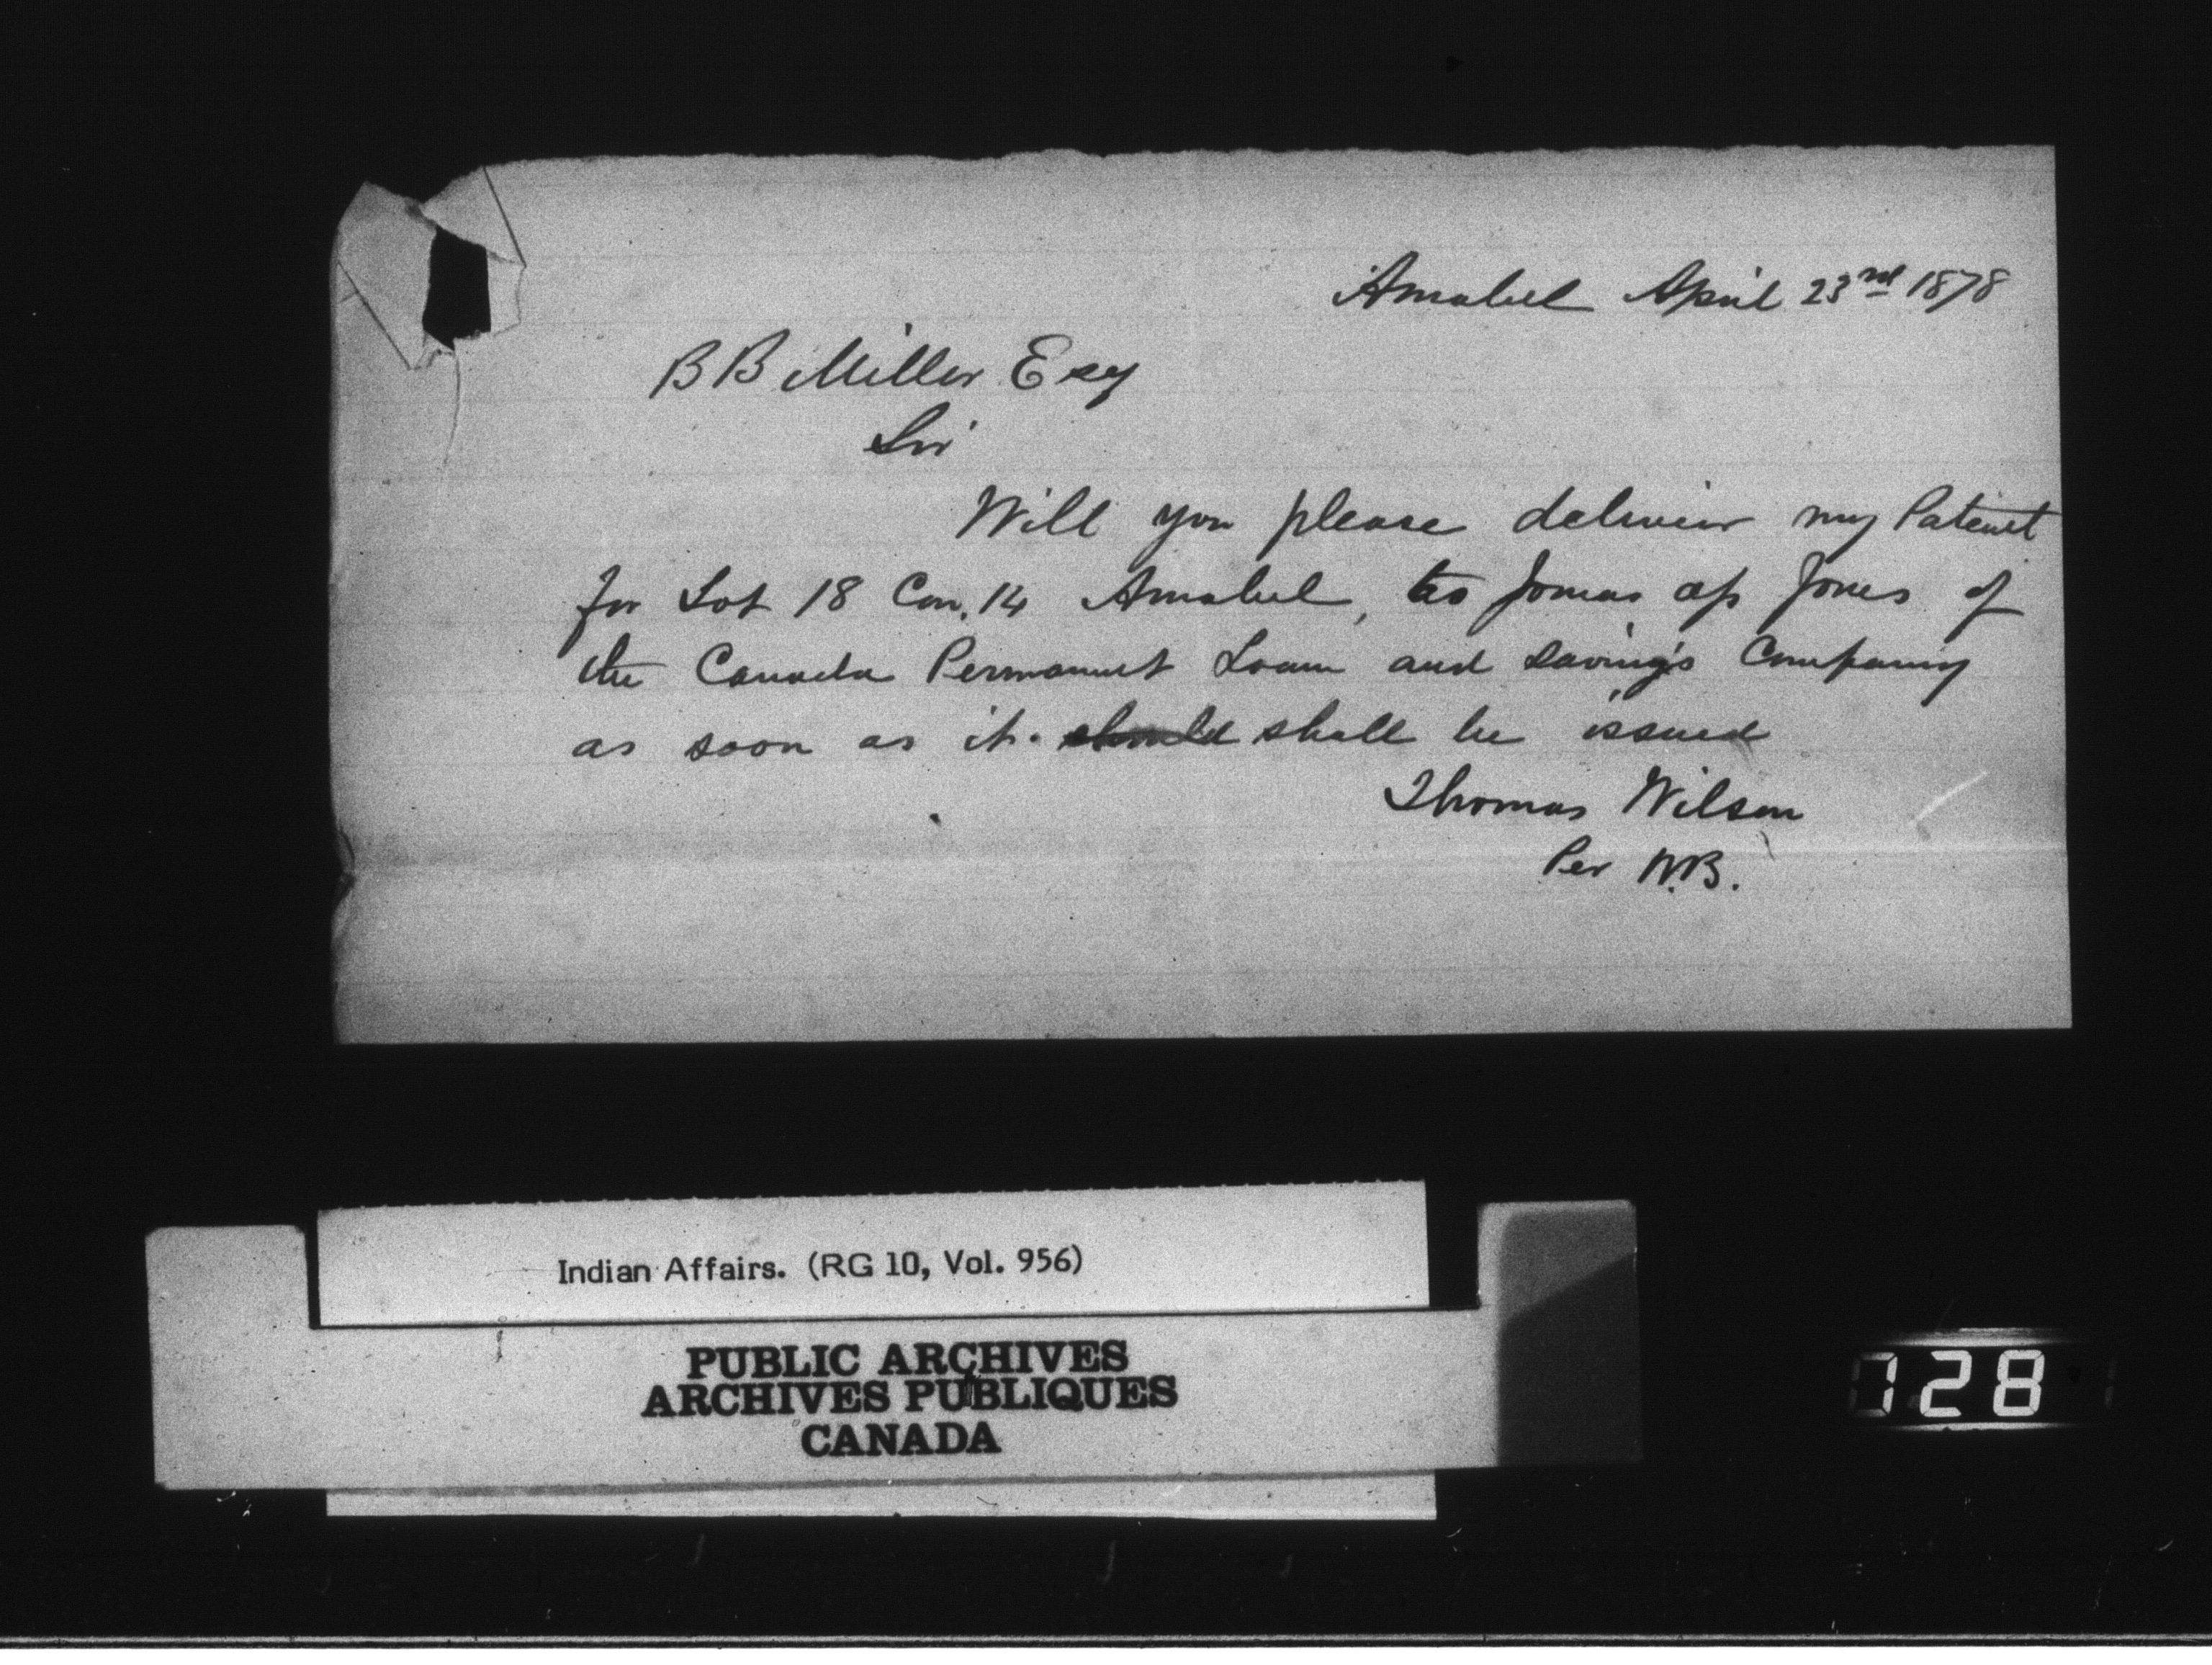 Amabel April 23rd 1878
B B Miller Esq
Sir
Will you please deliver my Patent
for Lot 18 Con. 14 Amabel, to Jonas ap Jones of
the Canada Permanent Loan and Saving's Company
as soon as it should shall be issued
Thomas Wilson
Per W.B.
Indian Affairs. (RG 10, Vol. 956)
PUBLIC ARCHIVES
ARCHIVES PUBLIQUES
CANADA
128